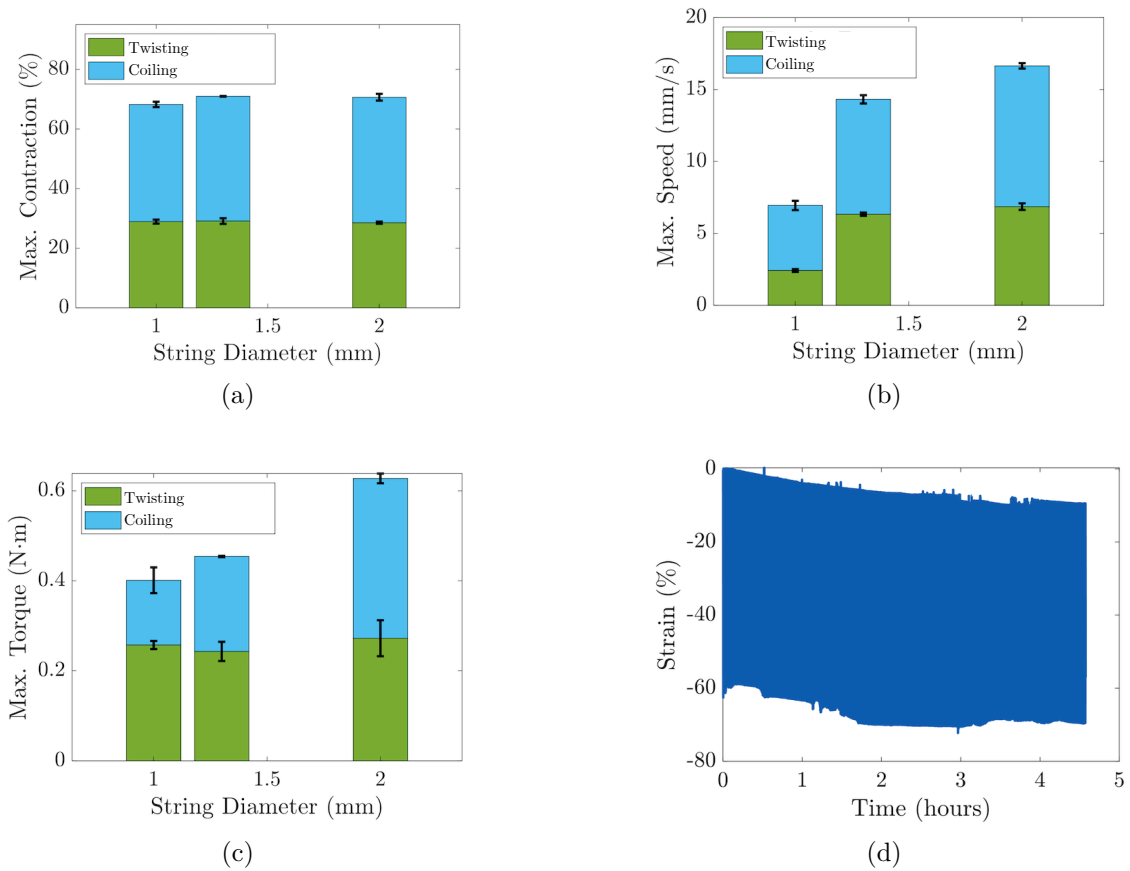 Max. Contraction (%)
80
60
40
20
0
Twisting
Coiling
1
1.5
2
String Diameter (mm)
(a)
Max. Speed (mm/s)
20
15
10
5
0
Twisting
Coiling
1
1.5
2
String Diameter (mm)
(b)
Max. Torque (N·m)
0.6
0.4
0.2
0
Twisting
Coiling
1
1.5
2
String Diameter (mm)
(c)
Strain (%)
0
-20
-40
-60
-80
0
1
2
3
4
5
Time (hours)
(d)